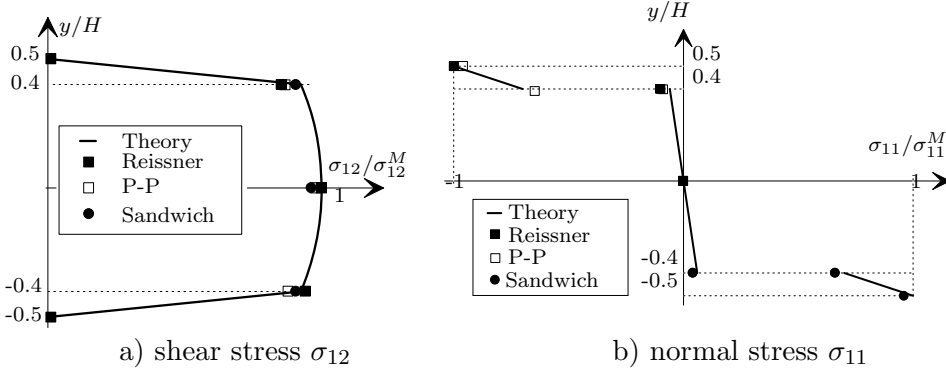 y/H
0.5
0.4
Theory
Reissner
P-P
Sandwich
σ₁₂/σ₁₂ᴹ
1
-0.4
-0.5
a) shear stress σ₁₂
y/H
0.5
0.4
σ₁₁/σ₁₁ᴹ
-1
1
Theory
Reissner
P-P
Sandwich
-0.4
-0.5
b) normal stress σ₁₁